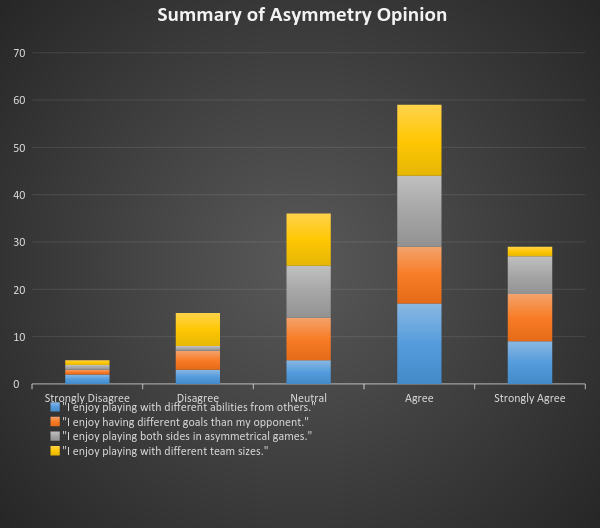 Summary of Asymmetry Opinion
70
60
50
40
30
20
10
0
Strongly Disagree Disagree Neutral Agree Strongly Agree
"I enjoy playing with different abilities from others."
"I enjoy having different goals than my opponent."
"I enjoy playing both sides in asymmetrical games."
"I enjoy playing with different team sizes."